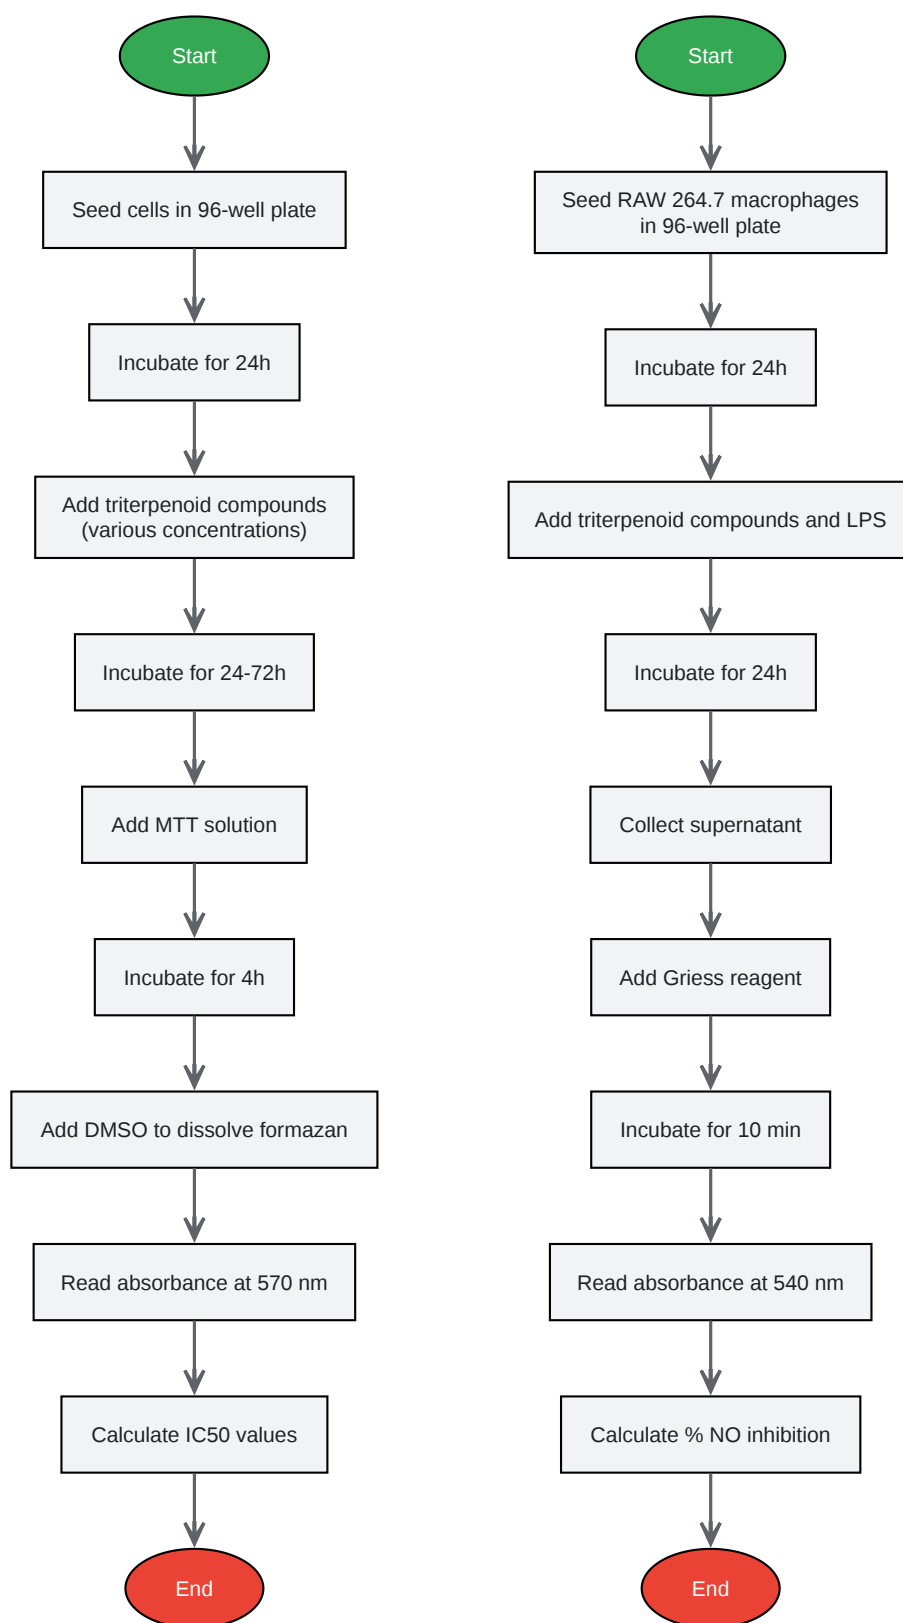 Start
Seed cells in 96-well plate
Incubate for 24h
Add triterpenoid compounds
(various concentrations)
Incubate for 24-72h
Add MTT solution
Incubate for 4h
Add DMSO to dissolve formazan
Read absorbance at 570 nm
Calculate IC50 values
End
Start
Seed RAW 264.7 macrophages
in 96-well plate
Incubate for 24h
Add triterpenoid compounds and LPS
Incubate for 24h
Collect supernatant
Add Griess reagent
Incubate for 10 min
Read absorbance at 540 nm
Calculate % NO inhibition
End